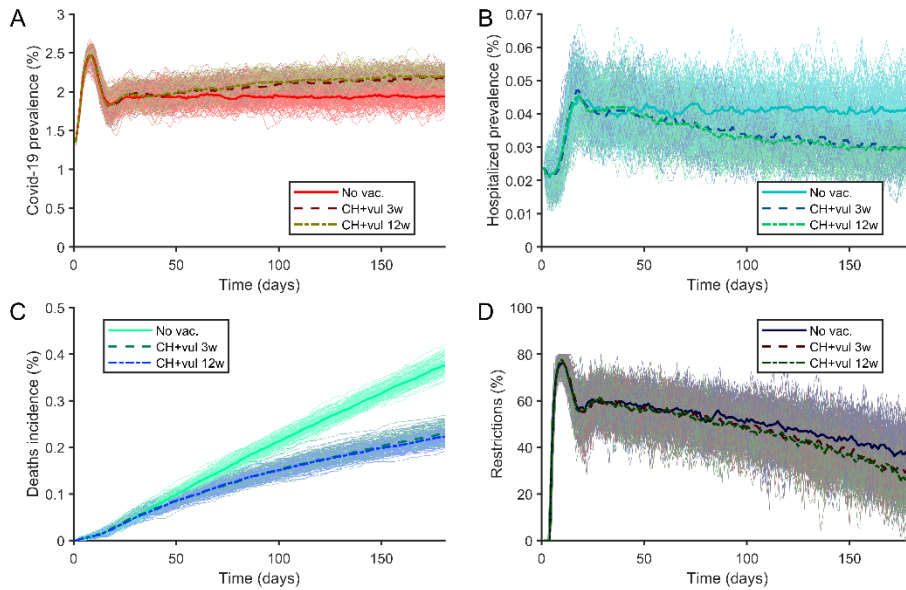 A
Covid-19 prevalence (%)
3
2.5
2
1.5
1
0.5
0
No vac.
CH+vul 3w
CH+vul 12w
0
50
100
150
Time (days)
B
Hospitalized prevalence (%)
0.07
0.06
0.05
0.04
0.03
0.02
0.01
0
No vac.
CH+vul 3w
CH+vul 12w
0
50
100
150
Time (days)
C
Deaths incidence (%)
0.5
0.4
0.3
0.2
0.1
0
No vac.
CH+vul 3w
CH+vul 12w
0
50
100
150
Time (days)
D
Restrictions (%)
100
80
60
40
20
0
No vac.
CH+vul 3w
CH+vul 12w
0
50
100
150
Time (days)